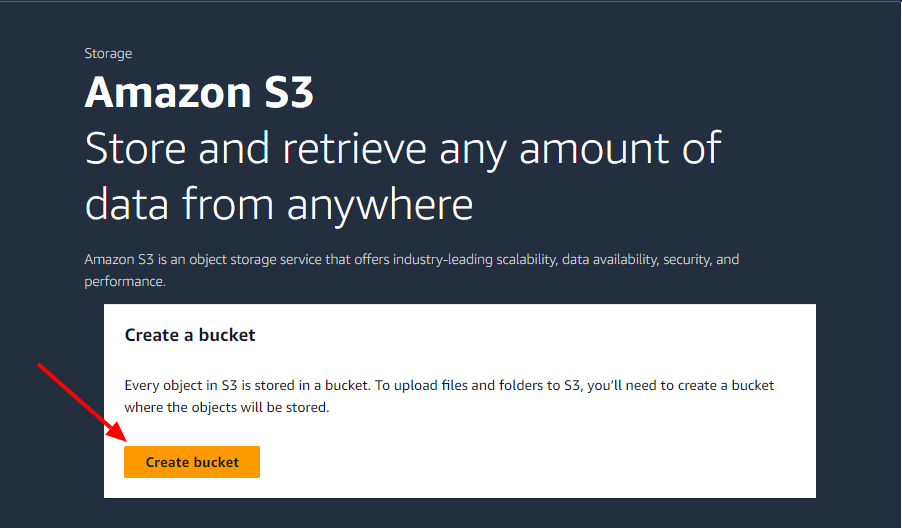 Storage
Amazon S3
Store and retrieve any amount of
data from anywhere
Amazon S3 is an object storage service that offers industry-leading scalability, data availability, security, and
performance.
Create a bucket
Every object in S3 is stored in a bucket. To upload files and folders to S3, you’ll need to create a bucket
where the objects will be stored.
Create bucket